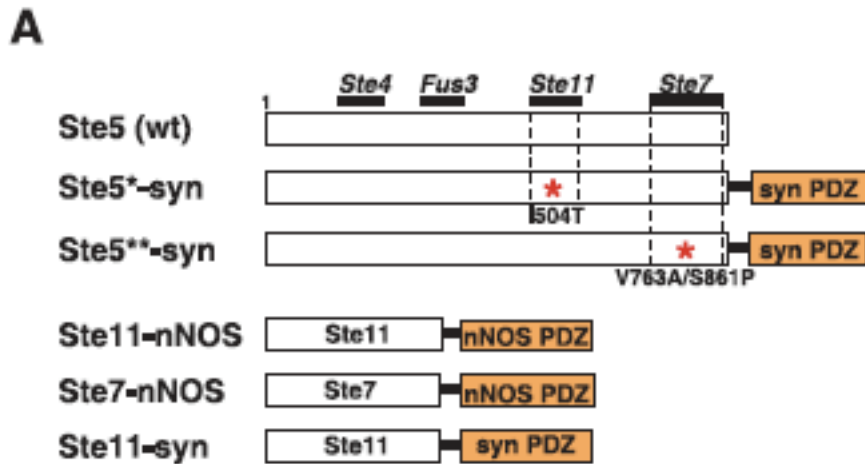 A
Ste4 Fus3 Ste11 Ste7
1
Ste5 (wt)
Ste5*-syn * syn PDZ
I504T
Ste5**-syn * syn PDZ
V763A/S861P
Ste11-nNOS Ste11 nNOS PDZ
Ste7-nNOS Ste7 nNOS PDZ
Ste11-syn Ste11 syn PDZ